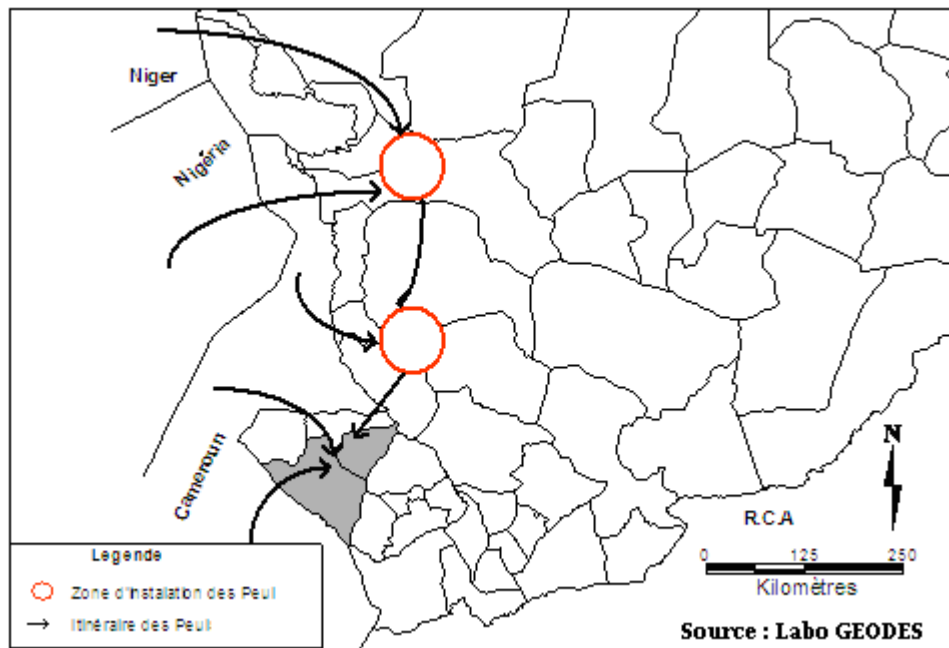 Niger
Nigéria
Cameroun
N
R.C.A
0 125 250
Kilomètres
Legende
Zone d'instalation des Peul
Itinéraire des Peul
Source : Labo GEODES